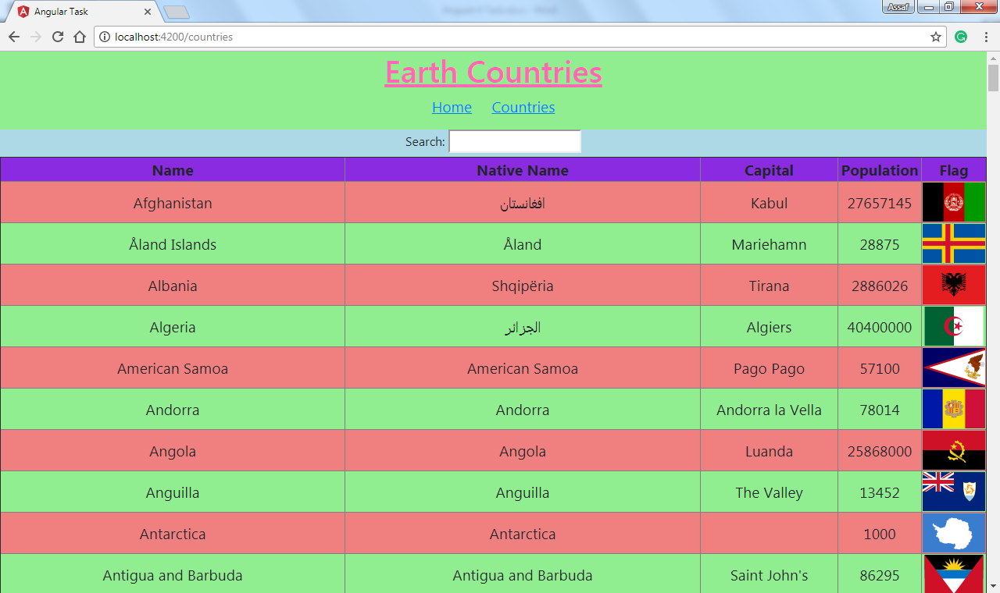 Angular Task
Assaf
localhost:4200/countries
Earth Countries
Home Countries
Search:
Name Native Name Capital Population Flag
Afghanistan افغانستان Kabul 27657145
Åland Islands Åland Mariehamn 28875
Albania Shqipëria Tirana 2886026
Algeria الجزائر Algiers 40400000
American Samoa American Samoa Pago Pago 57100
Andorra Andorra Andorra la Vella 78014
Angola Angola Luanda 25868000
Anguilla Anguilla The Valley 13452
Antarctica Antarctica 1000
Antigua and Barbuda Antigua and Barbuda Saint John's 86295